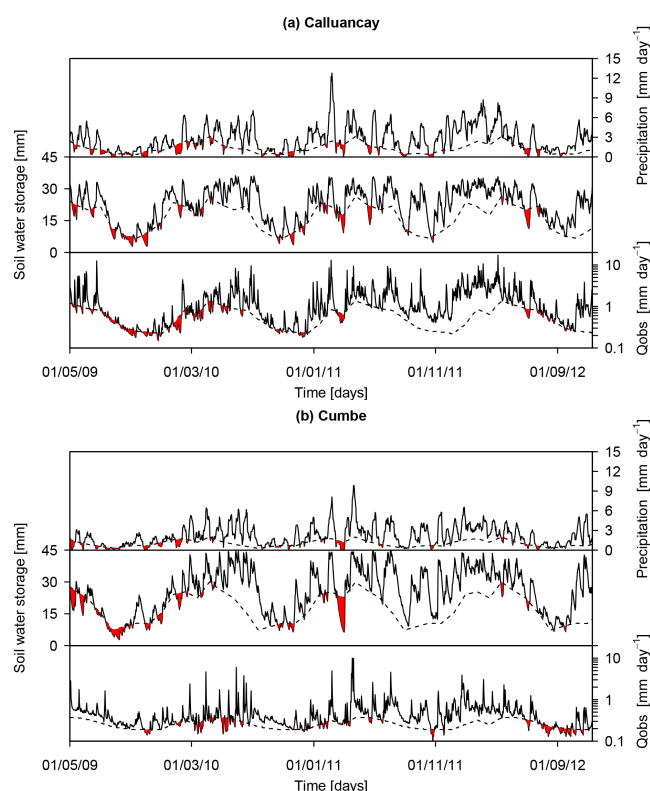 (a) Calluancay
15
12
9
6
3
0
Precipitation [mm day⁻¹]
45
30
15
0
Soil water storage [mm]
10
1
0.1
Qobs [mm day⁻¹]
01/05/09 01/03/10 01/01/11 01/11/11 01/09/12
Time [days]
(b) Cumbe
15
12
9
6
3
0
Precipitation [mm day⁻¹]
45
30
15
0
Soil water storage [mm]
10
1
0.1
Qobs [mm day⁻¹]
01/05/09 01/03/10 01/01/11 01/11/11 01/09/12
Time [days]